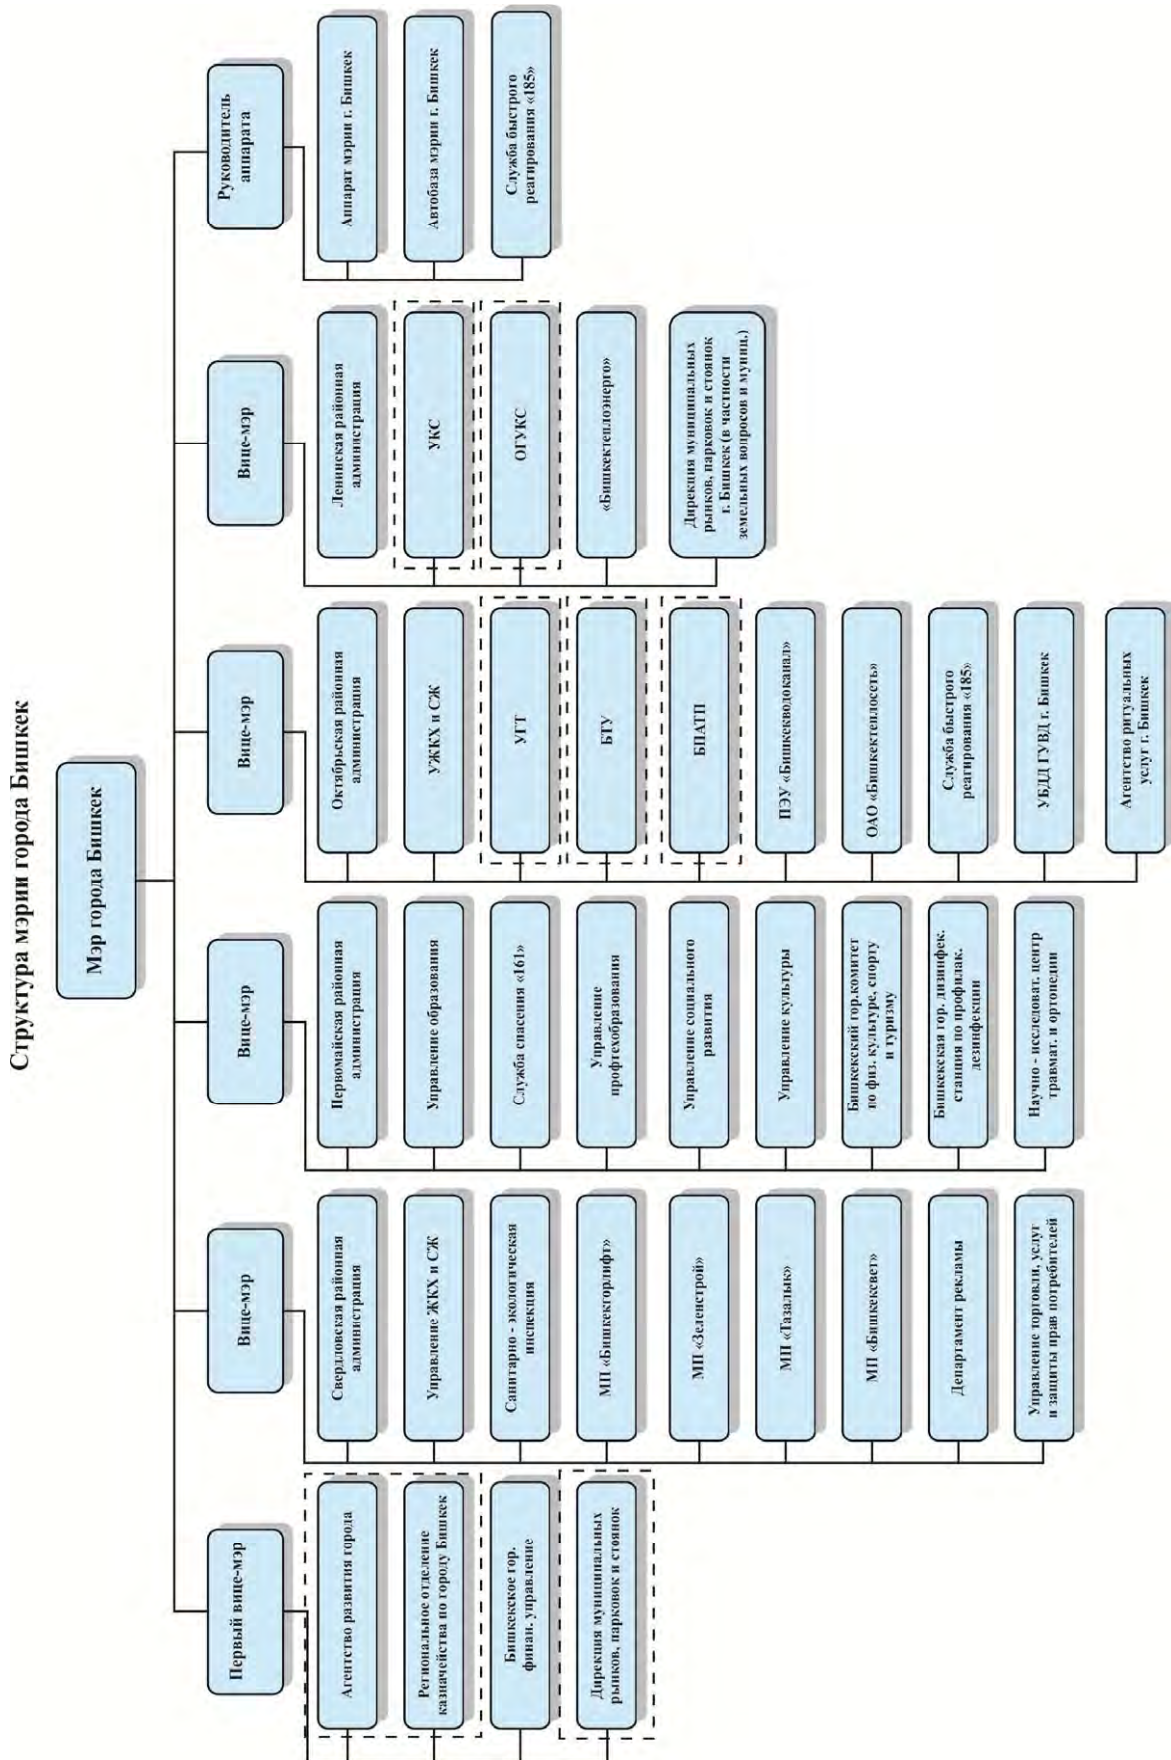 Структура мэрии города Бишкек
Мэр города Бишкек
Первый вице-мэр
Агентство развития города
Региональное отделение
казначейства по городу Бишкек
Бишкекское гор.
финан. управление
Дирекция муниципальных
рынков, парковок и стоянок
Вице-мэр
Свердловская районная
администрация
Управление ЖКХ и СЖ
Санитарно - экологическая
инспекция
МП «Бишкекгорлифт»
МП «Зеленстрой»
МП «Тазалык»
МП «Бишкексвет»
Департамент рекламы
Управление торговли, услуг
и защиты прав потребителей
Вице-мэр
Первомайская районная
администрация
Управление образования
Служба спасения «161»
Управление
профтехобразования
Управление социального
развития
Управление культуры
Бишкекский гор.комитет
по физ. культуре, спорту
и туризму
Бишкекская гор. дизинфек.
станция по профилак.
дезинфекции
Научно - исследоват. центр
травмат. и ортопедии
Вице-мэр
Октябрьская районная
администрация
УЖКХ и СЖ
УГТ
БТУ
БПАТП
ПЭУ «Бишкекводоканал»
ОАО «Бишкектеплосеть»
Служба быстрого
реагирования «185»
УБДД ГУВД г. Бишкек
Агентство ритуальных
услуг г. Бишкек
Вице-мэр
Ленинская районная
администрация
УКС
ОГУКС
«Бишкектеплоэнерго»
Дирекция муниципальных
рынков, парковок и стоянок
г. Бишкек (в частности
земельных вопросов и муниц.)
Руководитель
аппарата
Аппарат мэрии г. Бишкек
Автобаза мэрии г. Бишкек
Служба быстрого
реагирования «185»